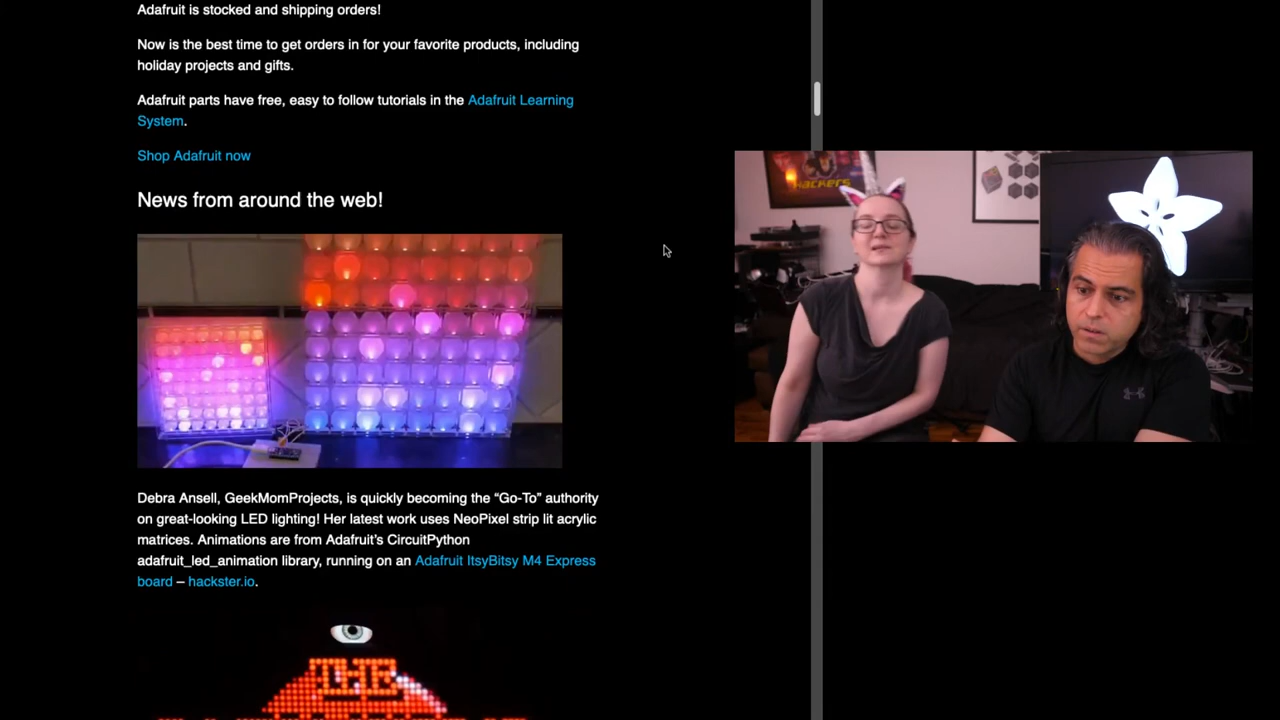 Adafruit is stocked and shipping orders!
Now is the best time to get orders in for your favorite products, including
holiday projects and gifts.
Adafruit parts have free, easy to follow tutorials in the Adafruit Learning
System.
Shop Adafruit now
News from around the web!
HACKERS
Debra Ansell, GeekMomProjects, is quickly becoming the “Go-To” authority
on great-looking LED lighting! Her latest work uses NeoPixel strip lit acrylic
matrices. Animations are from Adafruit’s CircuitPython
adafruit_led_animation library, running on an Adafruit ItsyBitsy M4 Express
board – hackster.io.
THE